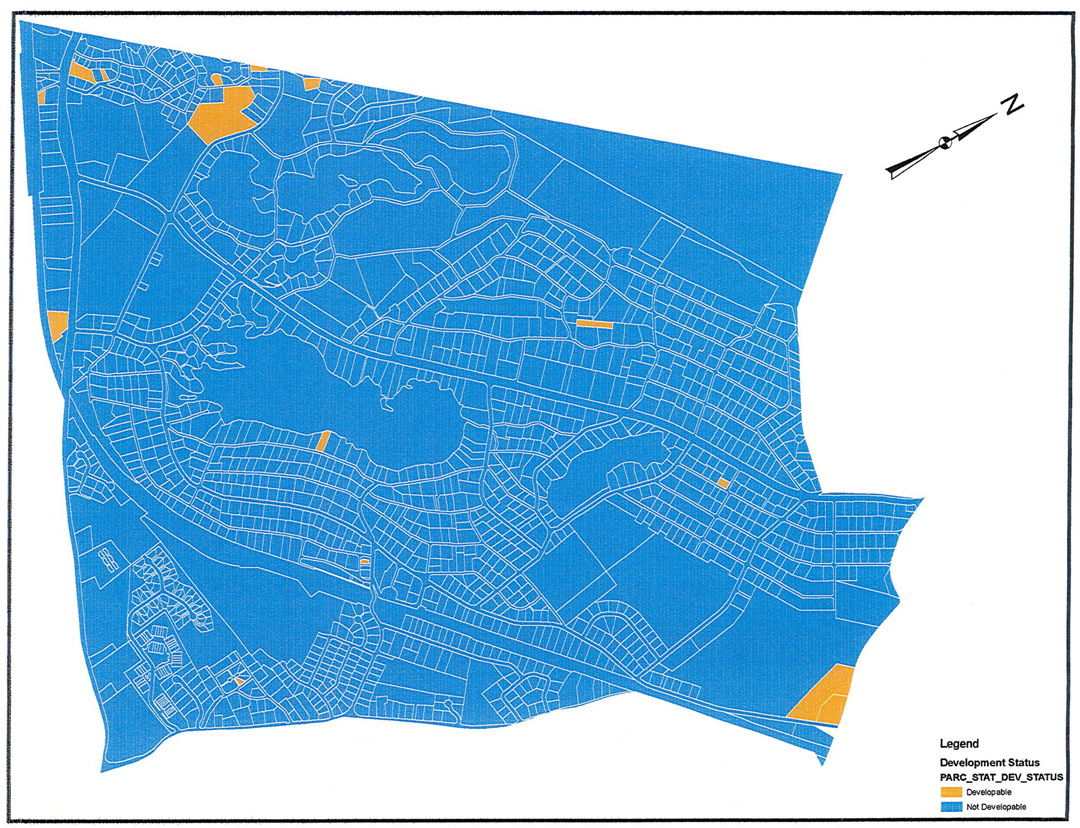 N
Legend
Development Status
PARC_STAT_DEV_STATUS
Developable
Not Developable